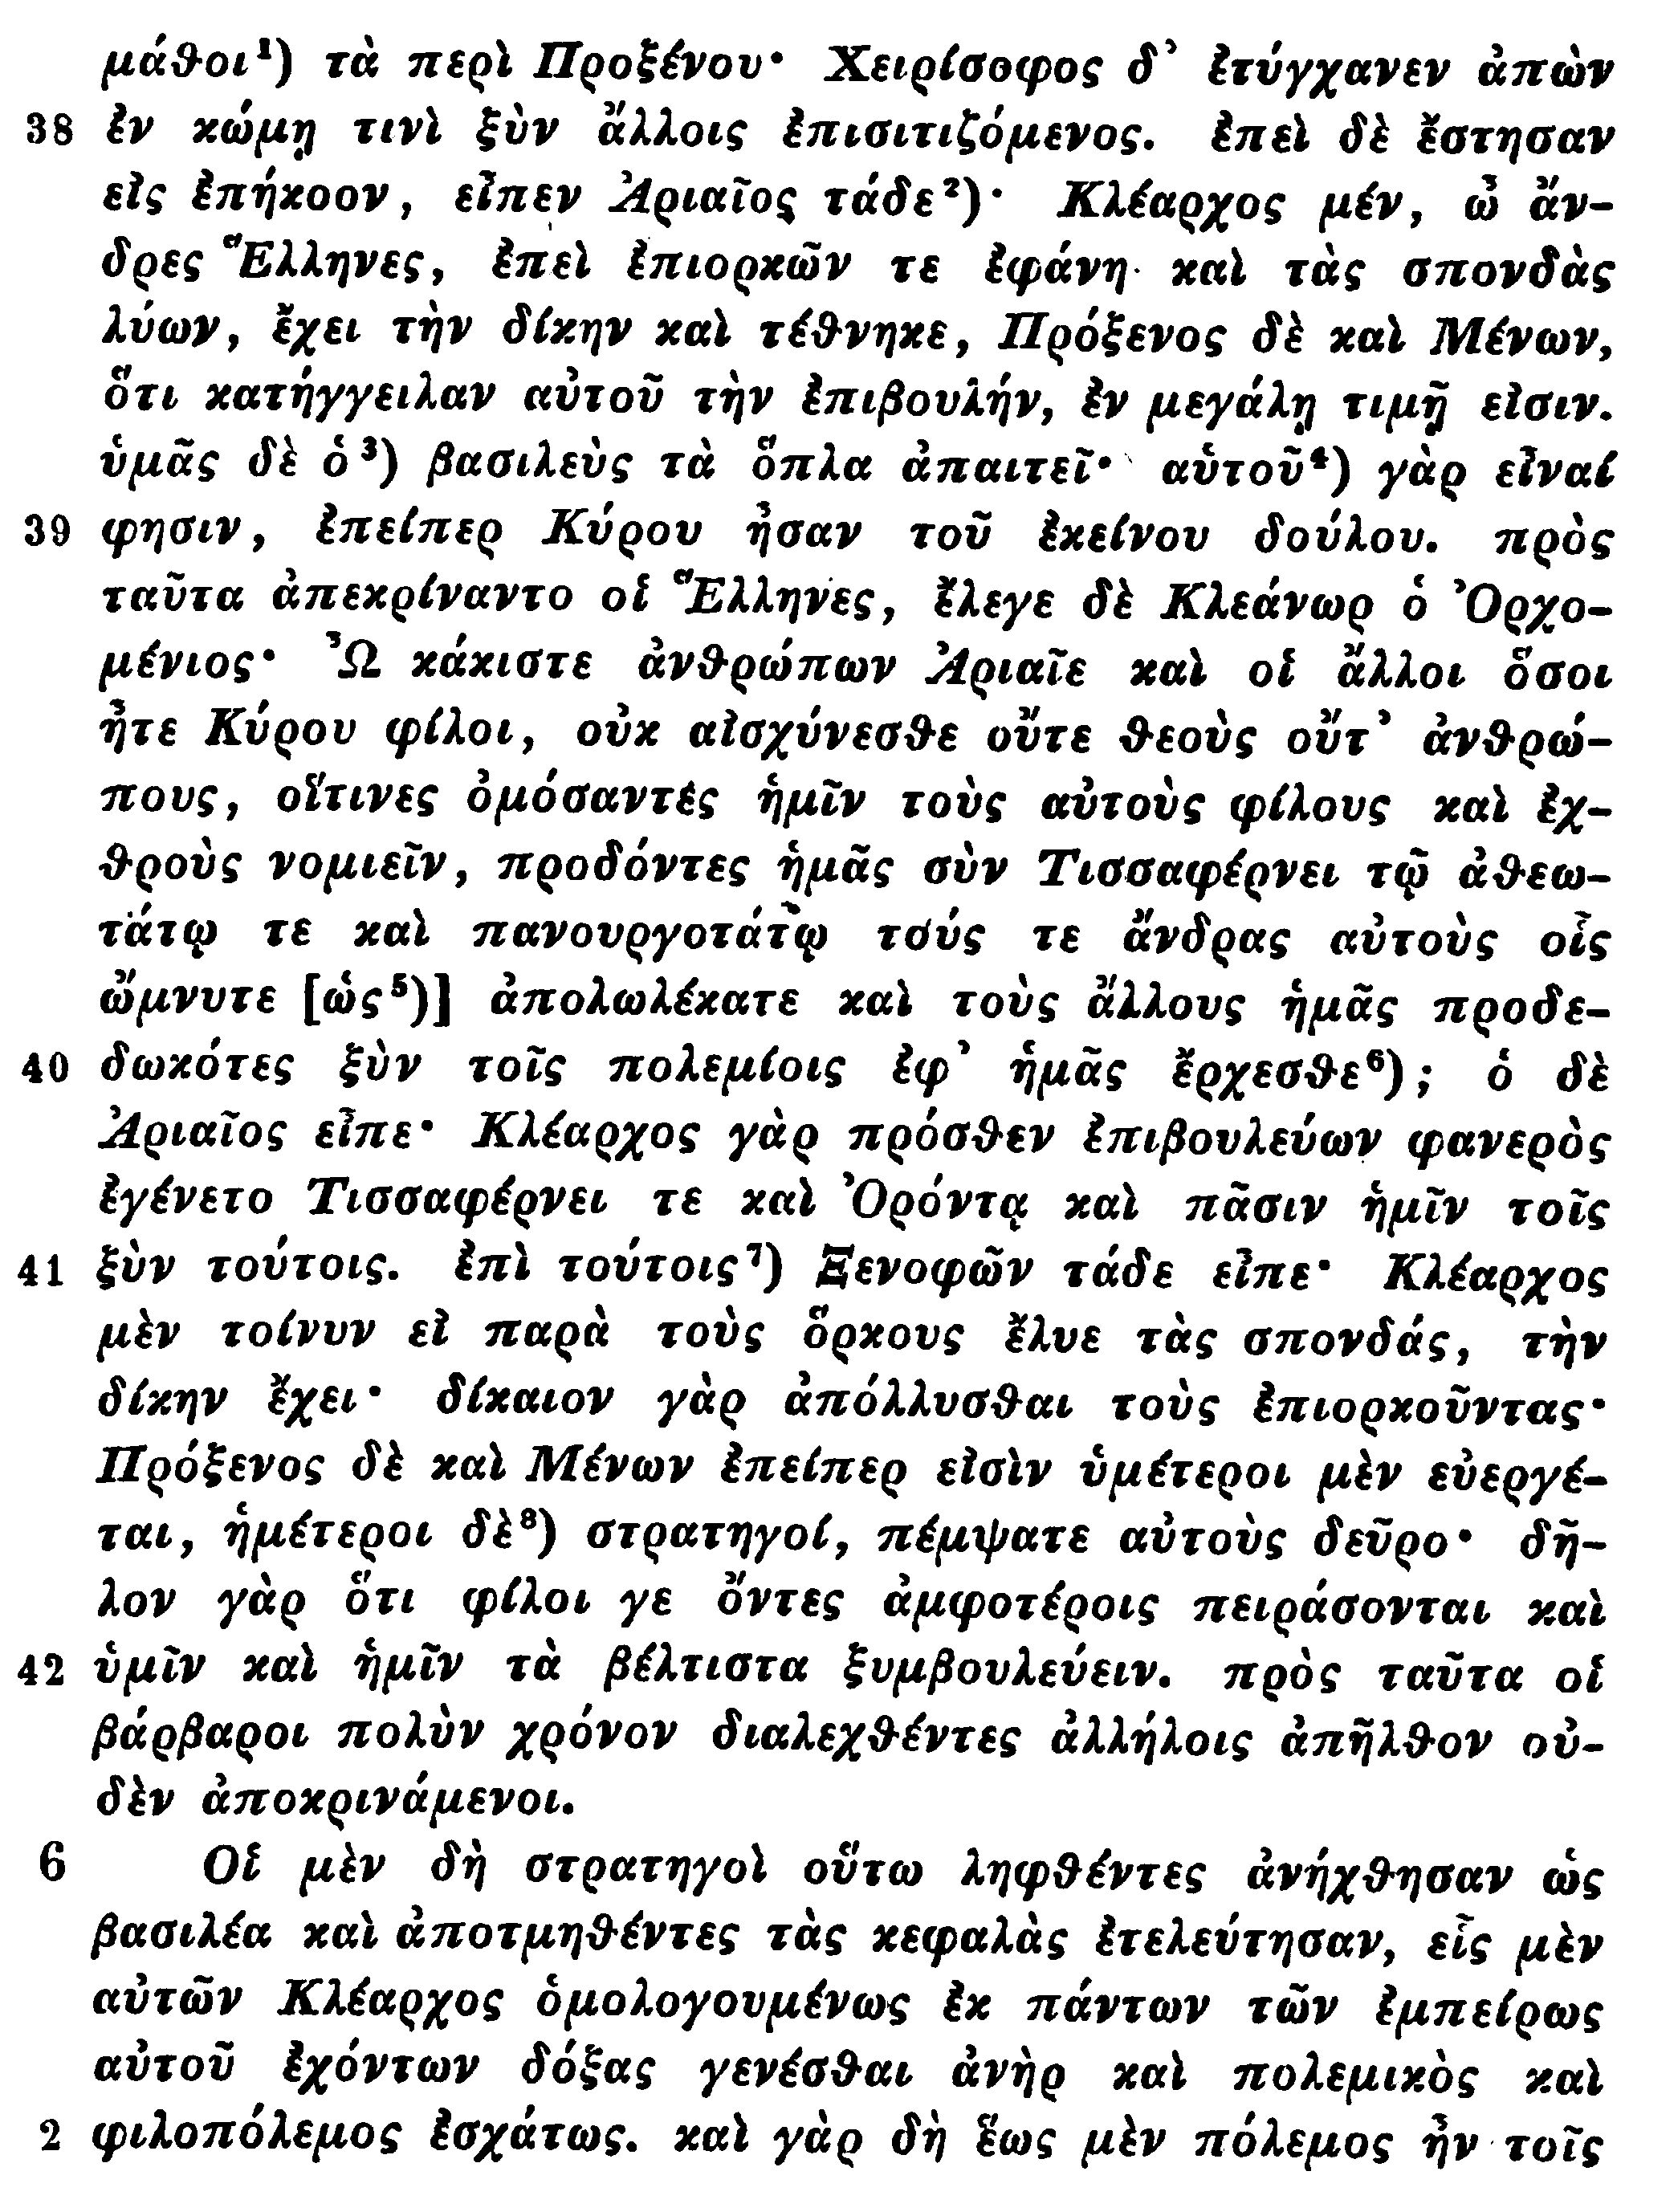 μάθοι¹) τὰ περὶ Προξένου· Χειρίσοφος δ’ ἐτύγχανεν ἀπὼν
38 ἐν κώμῃ τινὶ ξὺν ἄλλοις ἐπισιτιζόμενος. ἐπεὶ δὲ ἔστησαν
εἰς ἐπήκοον, εἶπεν Ἀριαῖος τάδε²)· Κλέαρχος μέν, ὦ ἄν-
δρες Ἕλληνες, ἐπεὶ ἐπιορκῶν τε ἐφάνη καὶ τὰς σπονδὰς
λύων, ἔχει τὴν δίκην καὶ τέθνηκε, Πρόξενος δὲ καὶ Μένων,
ὅτι κατήγγειλαν αὐτοῦ τὴν ἐπιβουλήν, ἐν μεγάλῃ τιμῇ εἰσιν.
ὑμᾶς δὲ ὁ³) βασιλεὺς τὰ ὅπλα ἀπαιτεῖ· αὑτοῦ⁴) γὰρ εἶναί
39 φησιν, ἐπείπερ Κύρου ἦσαν τοῦ ἐκείνου δούλου. πρὸς
ταῦτα ἀπεκρίναντο οἱ Ἕλληνες, ἔλεγε δὲ Κλεάνωρ ὁ Ὀρχο-
μένιος· Ὦ κάκιστε ἀνθρώπων Ἀριαῖε καὶ οἱ ἄλλοι ὅσοι
ἦτε Κύρου φίλοι, οὐκ αἰσχύνεσθε οὔτε θεοὺς οὔτ’ ἀνθρώ-
πους, οἵτινες ὀμόσαντες ἡμῖν τοὺς αὐτοὺς φίλους καὶ ἐχ-
θροὺς νομιεῖν, προδόντες ἡμᾶς σὺν Τισσαφέρνει τῷ ἀθεω-
τάτῳ τε καὶ πανουργοτάτῳ τούς τε ἄνδρας αὐτοὺς οἷς
ὤμνυτε [ὡς⁵)] ἀπολωλέκατε καὶ τοὺς ἄλλους ἡμᾶς προδε-
40 δωκότες ξὺν τοῖς πολεμίοις ἐφ’ ἡμᾶς ἔρχεσθε⁶); ὁ δὲ
Ἀριαῖος εἶπε· Κλέαρχος γὰρ πρόσθεν ἐπιβουλεύων φανερὸς
ἐγένετο Τισσαφέρνει τε καὶ Ὀρόντᾳ καὶ πᾶσιν ἡμῖν τοῖς
41 ξὺν τούτοις. ἐπὶ τούτοις⁷) Ξενοφῶν τάδε εἶπε· Κλέαρχος
μὲν τοίνυν εἰ παρὰ τοὺς ὅρκους ἔλυε τὰς σπονδάς, τὴν
δίκην ἔχει· δίκαιον γὰρ ἀπόλλυσθαι τοὺς ἐπιορκοῦντας·
Πρόξενος δὲ καὶ Μένων ἐπείπερ εἰσὶν ὑμέτεροι μὲν εὐεργέ-
ται, ἡμέτεροι δὲ⁸) στρατηγοί, πέμψατε αὐτοὺς δεῦρο· δῆ-
λον γὰρ ὅτι φίλοι γε ὄντες ἀμφοτέροις πειράσονται καὶ
42 ὑμῖν καὶ ἡμῖν τὰ βέλτιστα ξυμβουλεύειν. πρὸς ταῦτα οἱ
βάρβαροι πολὺν χρόνον διαλεχθέντες ἀλλήλοις ἀπῆλθον οὐ-
δὲν ἀποκρινάμενοι.
6 Οἱ μὲν δὴ στρατηγοὶ οὕτω ληφθέντες ἀνήχθησαν ὡς
βασιλέα καὶ ἀποτμηθέντες τὰς κεφαλὰς ἐτελεύτησαν, εἷς μὲν
αὐτῶν Κλέαρχος ὁμολογουμένως ἐκ πάντων τῶν ἐμπείρως
αὐτοῦ ἐχόντων δόξας γενέσθαι ἀνὴρ καὶ πολεμικὸς καὶ
2 φιλοπόλεμος ἐσχάτως. καὶ γὰρ δὴ ἕως μὲν πόλεμος ἦν τοῖς